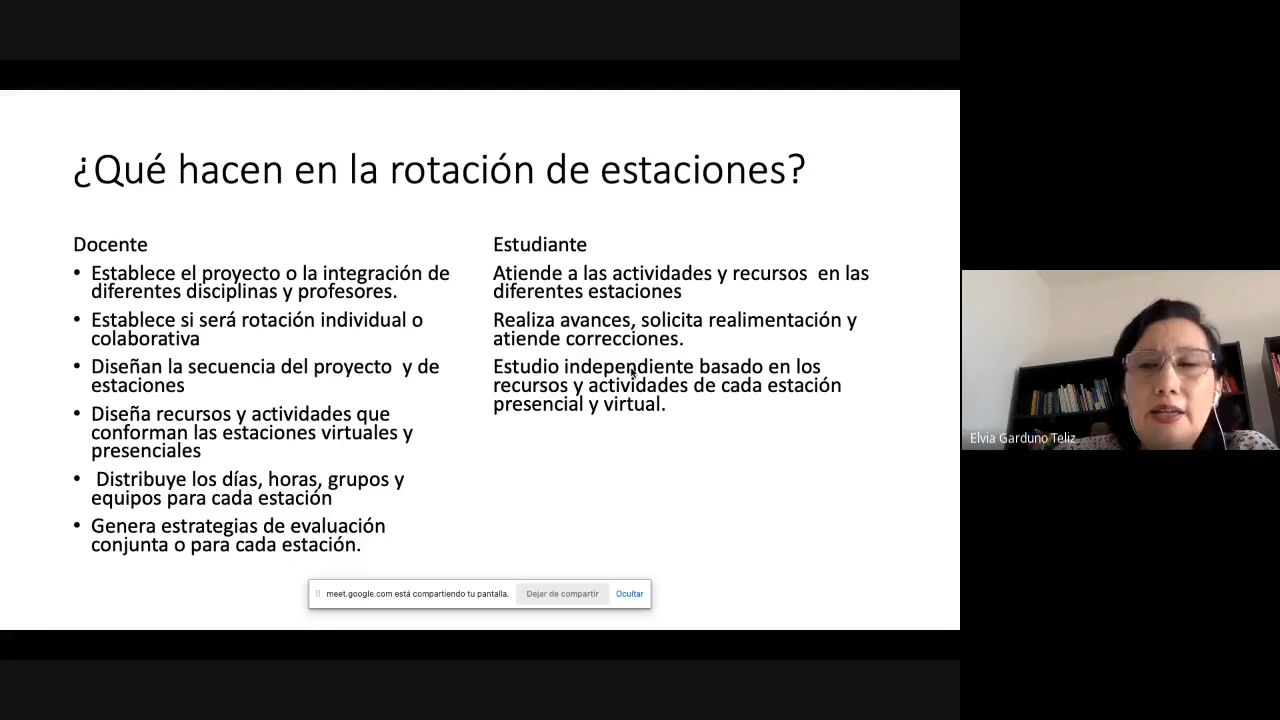 ¿Qué hacen en la rotación de estaciones?
Docente
• Establece el proyecto o la integración de
diferentes disciplinas y profesores.
• Establece si será rotación individual o
colaborativa
• Diseñan la secuencia del proyecto y de
estaciones
• Diseña recursos y actividades que
conforman las estaciones virtuales y
presenciales
• Distribuye los días, horas, grupos y
equipos para cada estación
• Genera estrategias de evaluación
conjunta o para cada estación.
Estudiante
Atiende a las actividades y recursos en las
diferentes estaciones
Realiza avances, solicita realimentación y
atiende correcciones.
Estudio independiente basado en los
recursos y actividades de cada estación
presencial y virtual.
meet.google.com está compartiendo tu pantalla.
Dejar de compartir
Ocultar
Elvia Garduno Teliz